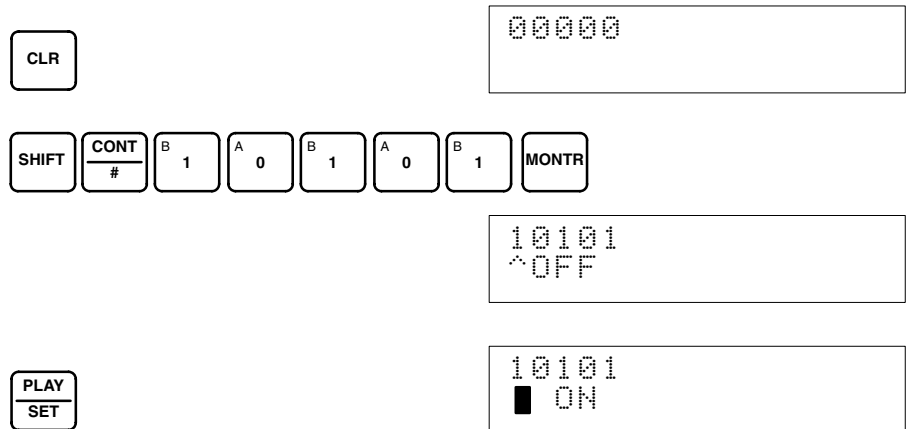 00000
CLR
SHIFT CONT # B 1 A 0 B 1 A 0 B 1 MONTR
10101
^OFF
10101
█ ON
PLAY
SET